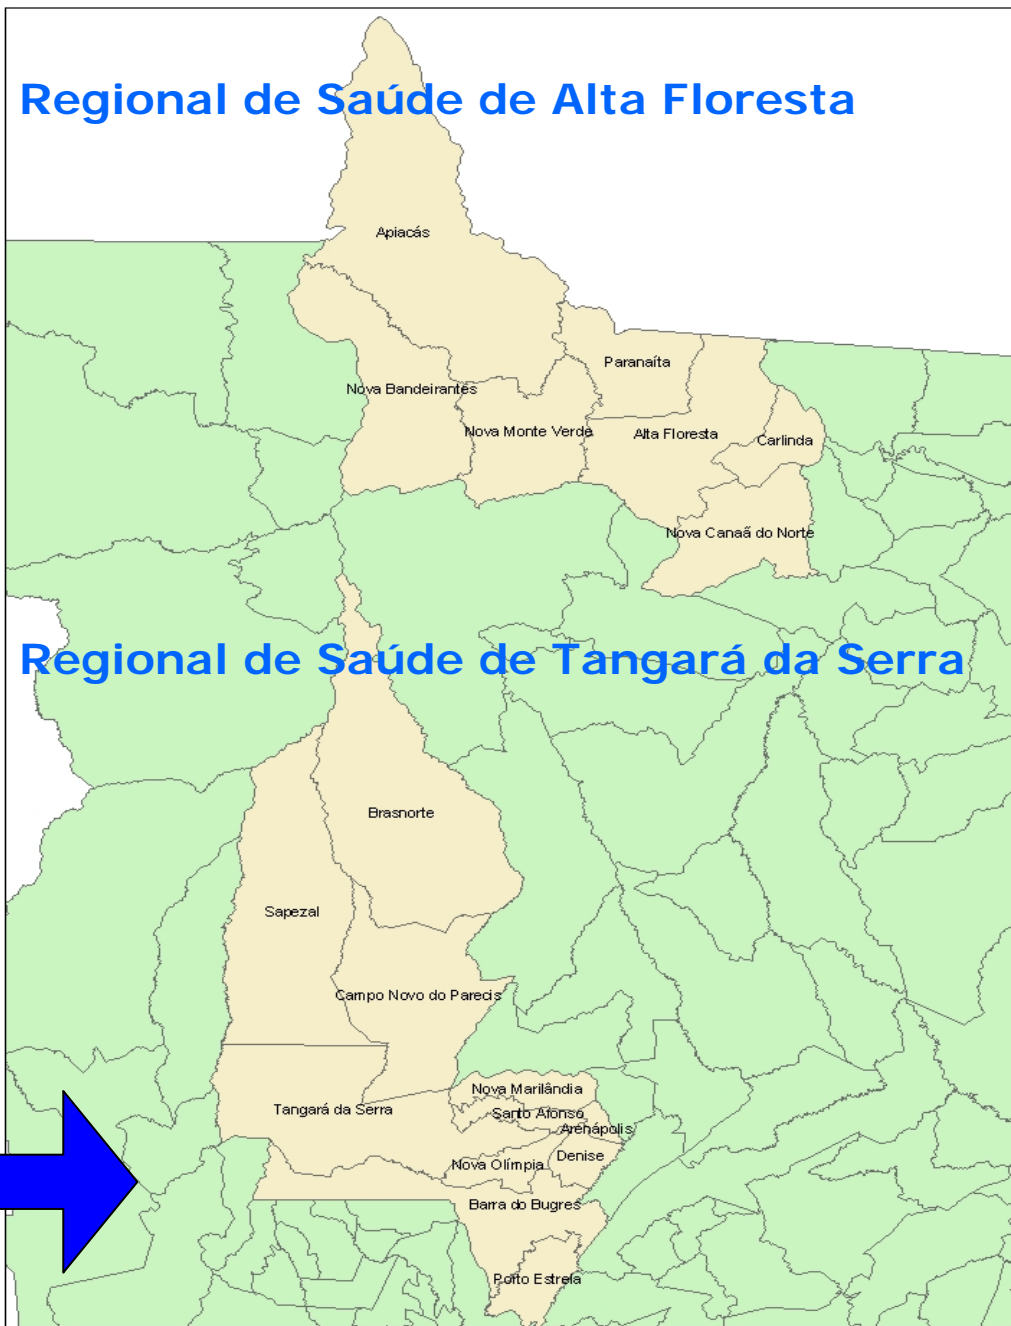 Regional de Saúde de Alta Floresta
Apiacás
Paranaíta
Nova Bandeirantes
Nova Monte Verde
Alta Floresta
Carlinda
Nova Canaã do Norte
Regional de Saúde de Tangará da Serra
Brasnorte
Sapezal
Campo Novo do Parecis
Nova Marilândia
Tangará da Serra
Santo Afonso
Arenápolis
Denise
Nova Olímpia
Barra do Bugres
Porto Estrela